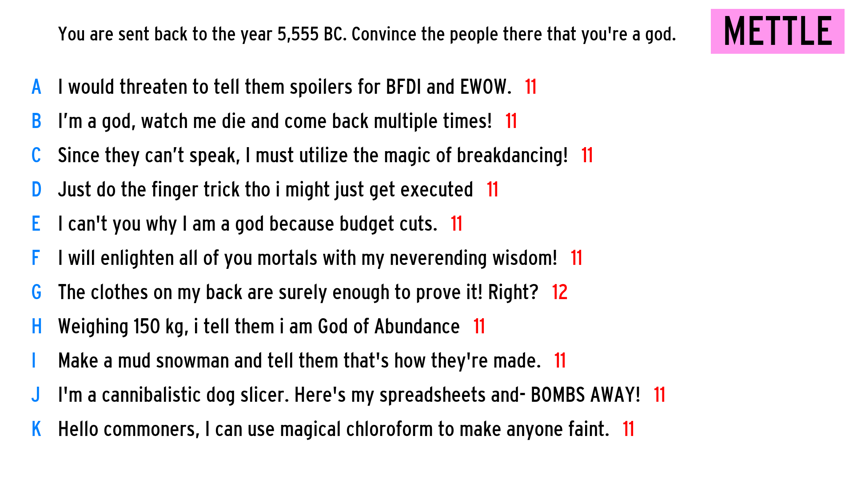 You are sent back to the year 5,555 BC. Convince the people there that you're a god.
METTLE
A I would threaten to tell them spoilers for BFDI and EWOW. 11
B I’m a god, watch me die and come back multiple times! 11
C Since they can’t speak, I must utilize the magic of breakdancing! 11
D Just do the finger trick tho i might just get executed 11
E I can't you why I am a god because budget cuts. 11
F I will enlighten all of you mortals with my neverending wisdom! 11
G The clothes on my back are surely enough to prove it! Right? 12
H Weighing 150 kg, i tell them i am God of Abundance 11
I Make a mud snowman and tell them that's how they're made. 11
J I'm a cannibalistic dog slicer. Here's my spreadsheets and- BOMBS AWAY! 11
K Hello commoners, I can use magical chloroform to make anyone faint. 11